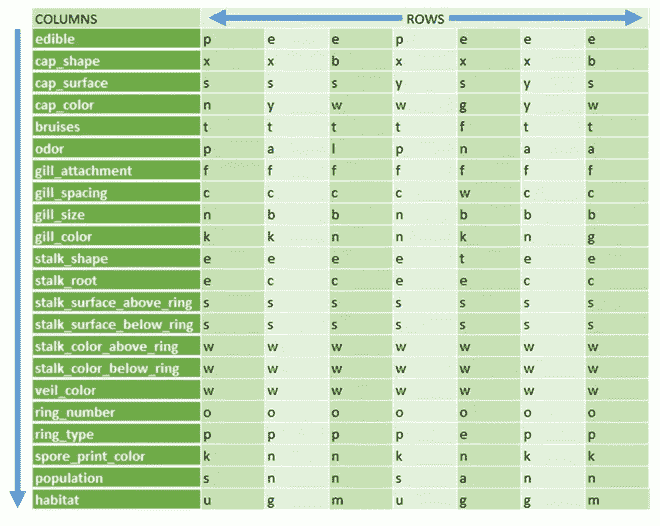 COLUMNS ROWS
edible p e e p e e e
cap_shape x x b x x x b
cap_surface s s s y s y s
cap_color n y w w g y w
bruises t t t t f t t
odor p a l p n a a
gill_attachment f f f f f f f
gill_spacing c c c c w c c
gill_size n b b n b b b
gill_color k k n n k n g
stalk_shape e e e e t e e
stalk_root e c c e e c c
stalk_surface_above_ring s s s s s s s
stalk_surface_below_ring s s s s s s s
stalk_color_above_ring w w w w w w w
stalk_color_below_ring w w w w w w w
veil_color w w w w w w w
ring_number o o o o o o o
ring_type p p p p e p p
spore_print_color k n n k n k k
population s n n s a n n
habitat u g m u g g m